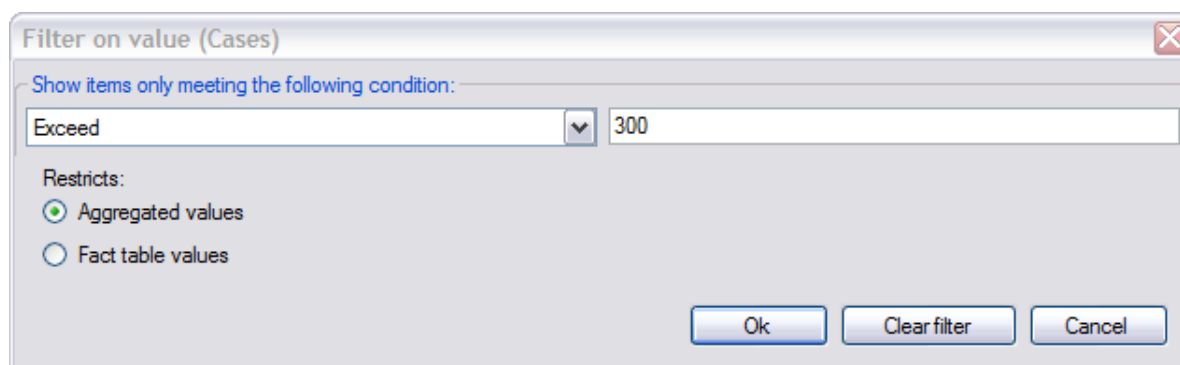 Filter on value (Cases)
Show items only meeting the following condition:
Exceed 300
Restricts:
Aggregated values
Fact table values
Ok Clear filter Cancel